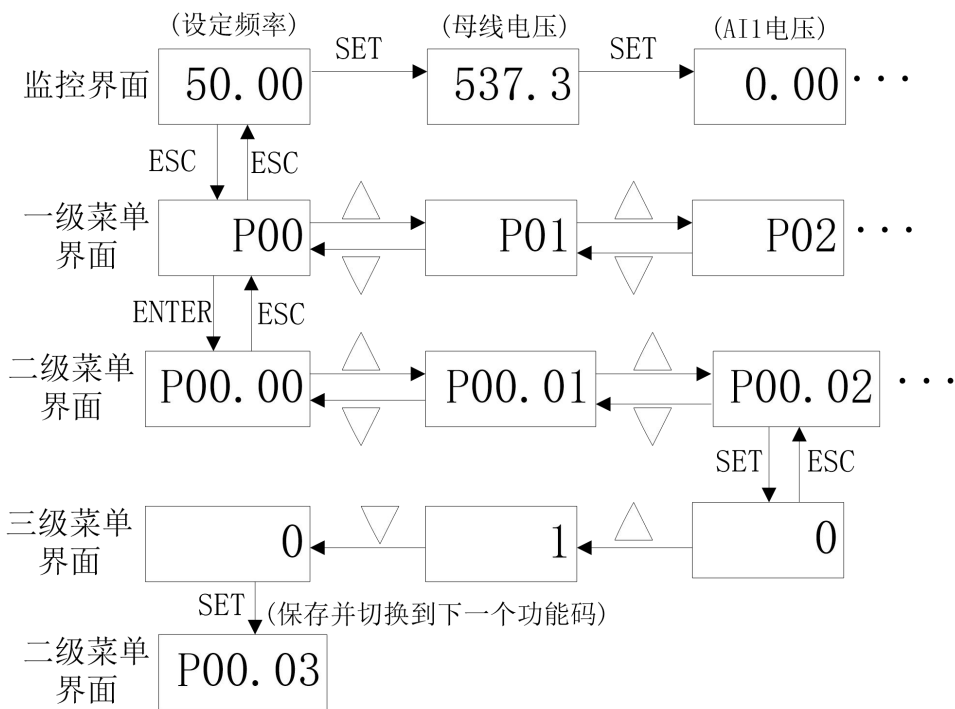 (设定频率) (母线电压) (AI1电压)
监控界面 50.00 SET 537.3 SET 0.00 ···
ESC ESC
一级菜单
界面 P00 P01 P02 ···
ENTER ESC
二级菜单
界面 P00.00 P00.01 P00.02 ···
SET ESC
三级菜单
界面 0 1 0
SET (保存并切换到下一个功能码)
二级菜单
界面 P00.03